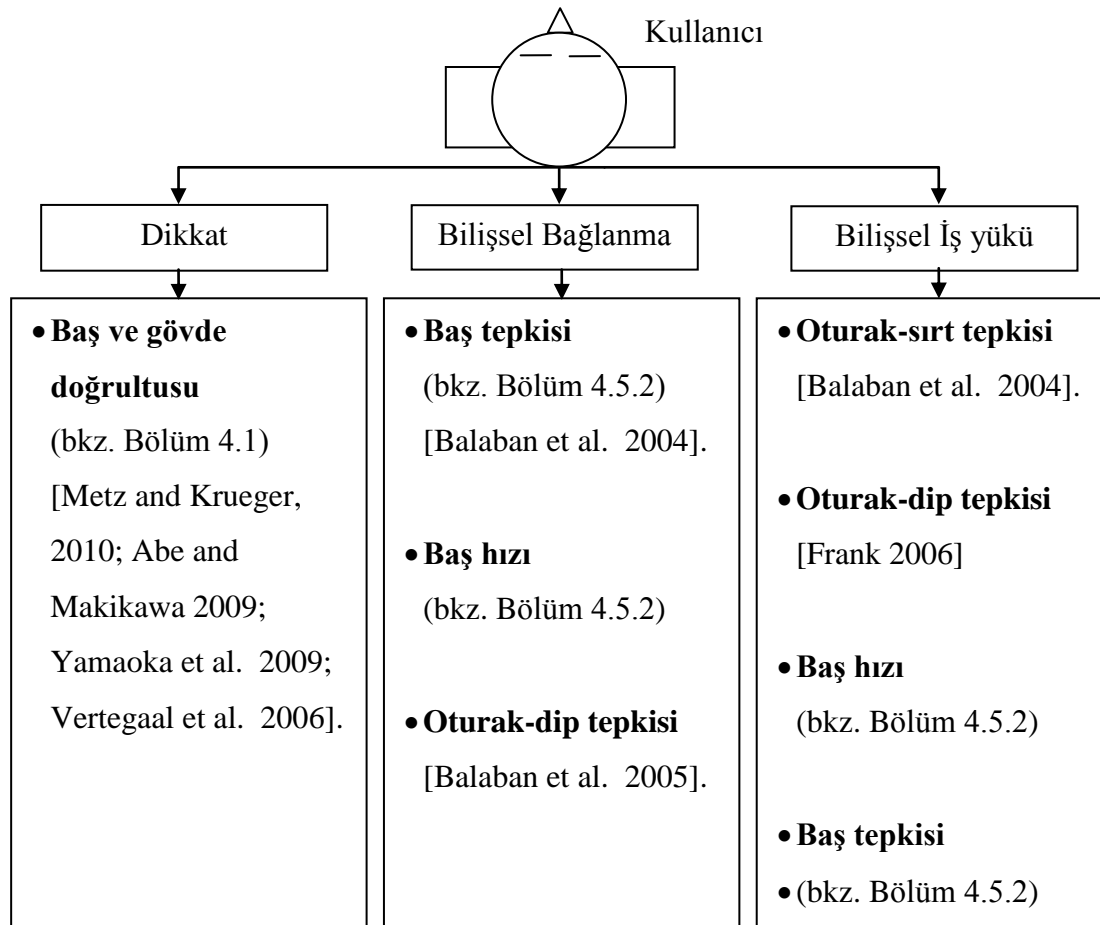 Kullanıcı
Dikkat
• Baş ve gövde
doğrultusu
(bkz. Bölüm 4.1)
[Metz and Krueger,
2010; Abe and
Makikawa 2009;
Yamaoka et al. 2009;
Vertegaal et al. 2006].
Bilişsel Bağlanma
• Baş tepkisi
(bkz. Bölüm 4.5.2)
[Balaban et al. 2004].
• Baş hızı
(bkz. Bölüm 4.5.2)
• Oturak-dip tepkisi
[Balaban et al. 2005].
Bilişsel İş yükü
• Oturak-sırt tepkisi
[Balaban et al. 2004].
• Oturak-dip tepkisi
[Frank 2006]
• Baş hızı
(bkz. Bölüm 4.5.2)
• Baş tepkisi
• (bkz. Bölüm 4.5.2)